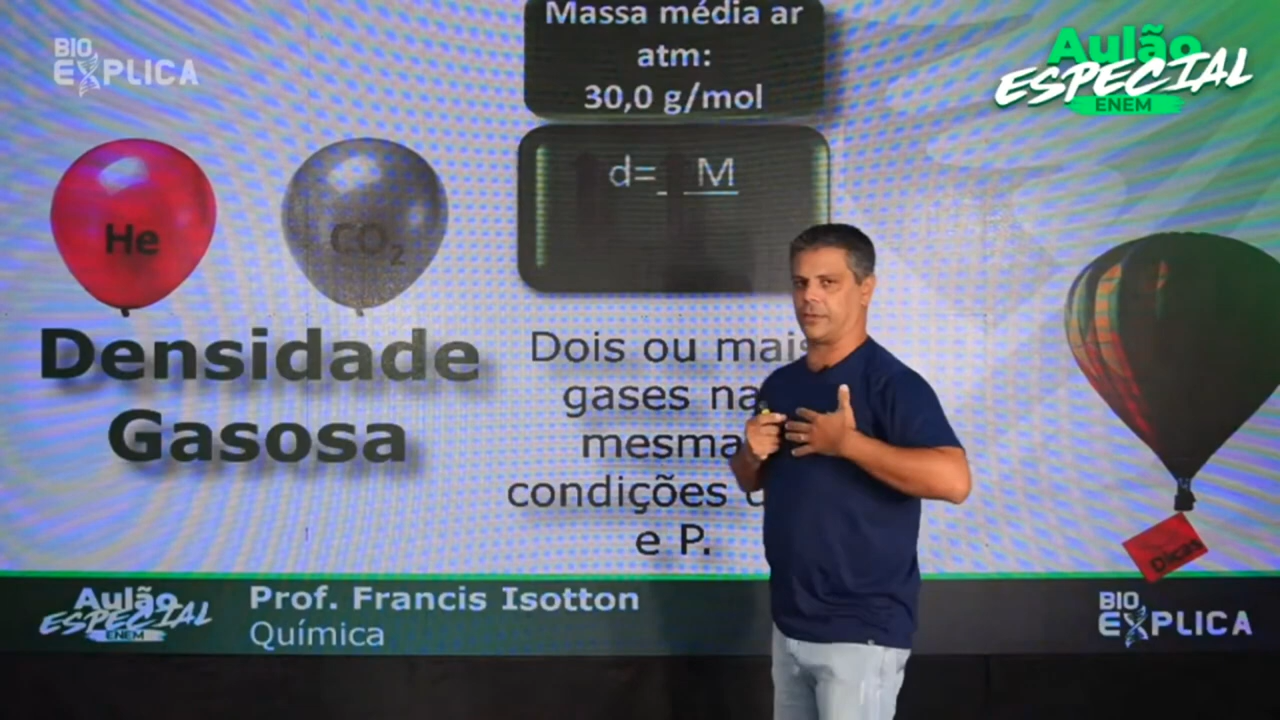 BIO
EXPLICA
Massa média ar
atm:
30,0 g/mol
Aulão
ESPECIAL
ENEM
d=_ M
He
CO₂
Densidade
Gasosa
Dois ou mais
gases na
mesma
condições
e P.
Dicas
Aulão
ESPECIAL
ENEM
Prof. Francis Isotton
Química
BIO
EXPLICA